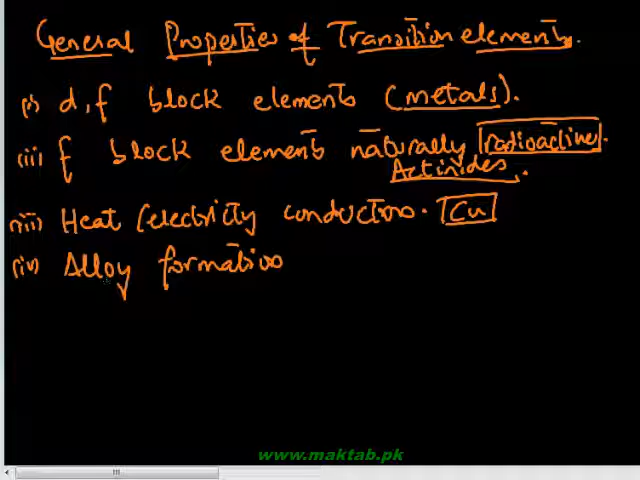 General Properties of Transition elements.
(i) d,f block elements (metals).
(ii) f block elements naturally radioactive.
Actinides.
(iii) Heat /electricity conductors. Cu
(iv) Alloy formation
www.maktab.pk